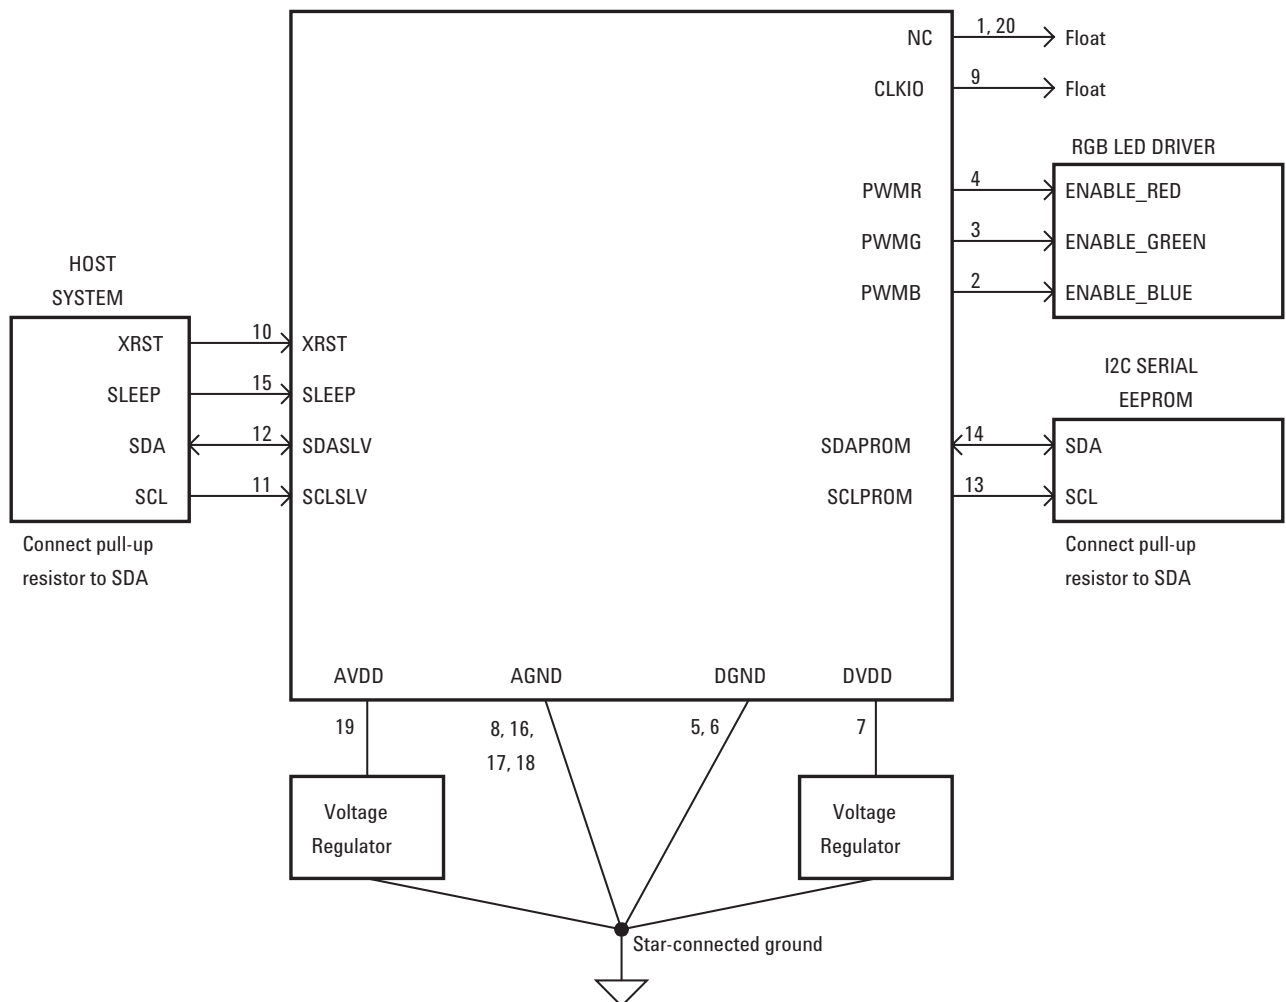 NC 1, 20 Float
CLKIO 9 Float
RGB LED DRIVER
PWMR 4 ENABLE_RED
PWMG 3 ENABLE_GREEN
PWMB 2 ENABLE_BLUE
HOST
SYSTEM
XRST 10 XRST
SLEEP 15 SLEEP
SDA 12 SDASLV
SCL 11 SCLSLV
Connect pull-up
resistor to SDA
I2C SERIAL
EEPROM
SDAPROM 14 SDA
SCLPROM 13 SCL
Connect pull-up
resistor to SDA
AVDD AGND DGND DVDD
19 8, 16, 5, 6 7
17, 18
Voltage
Regulator
Voltage
Regulator
Star-connected ground